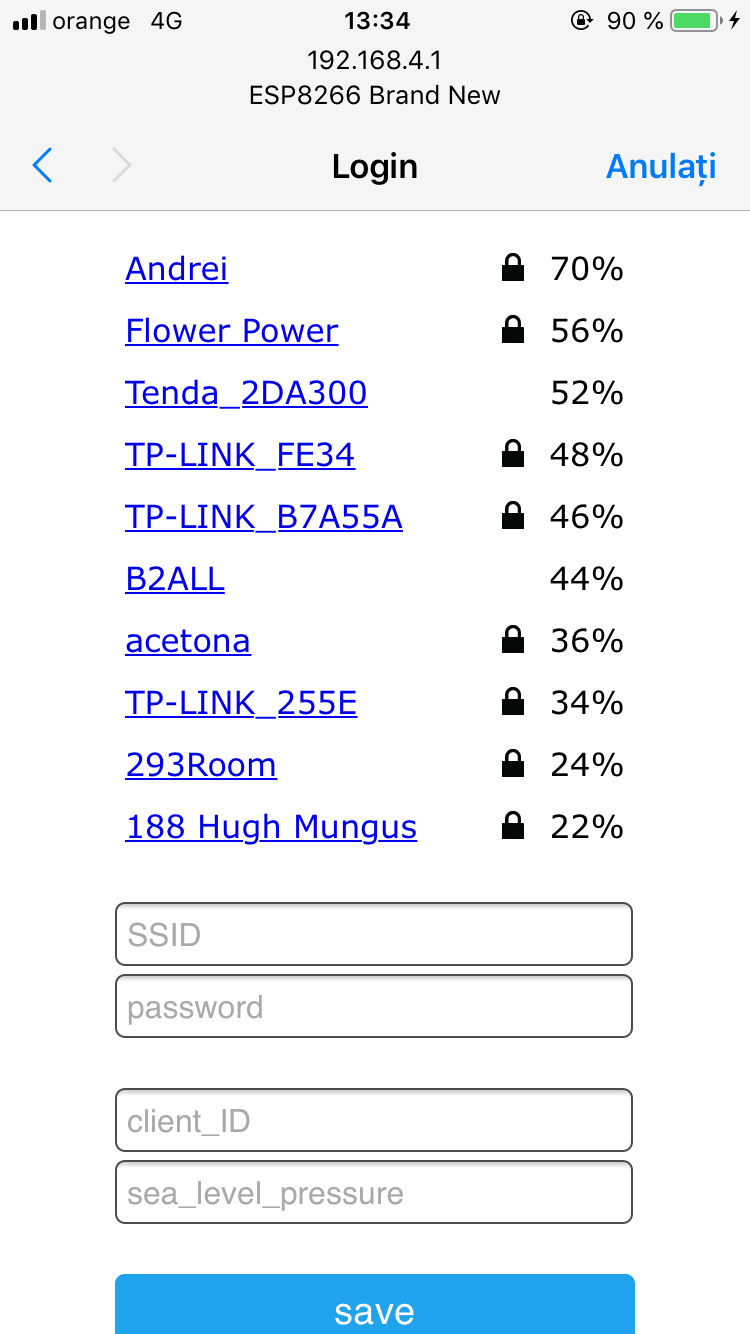 orange 4G 13:34 90 %
192.168.4.1
ESP8266 Brand New
Login Anulați
Andrei 70%
Flower Power 56%
Tenda_2DA300 52%
TP-LINK_FE34 48%
TP-LINK_B7A55A 46%
B2ALL 44%
acetona 36%
TP-LINK_255E 34%
293Room 24%
188 Hugh Mungus 22%
SSID
password
client_ID
sea_level_pressure
save